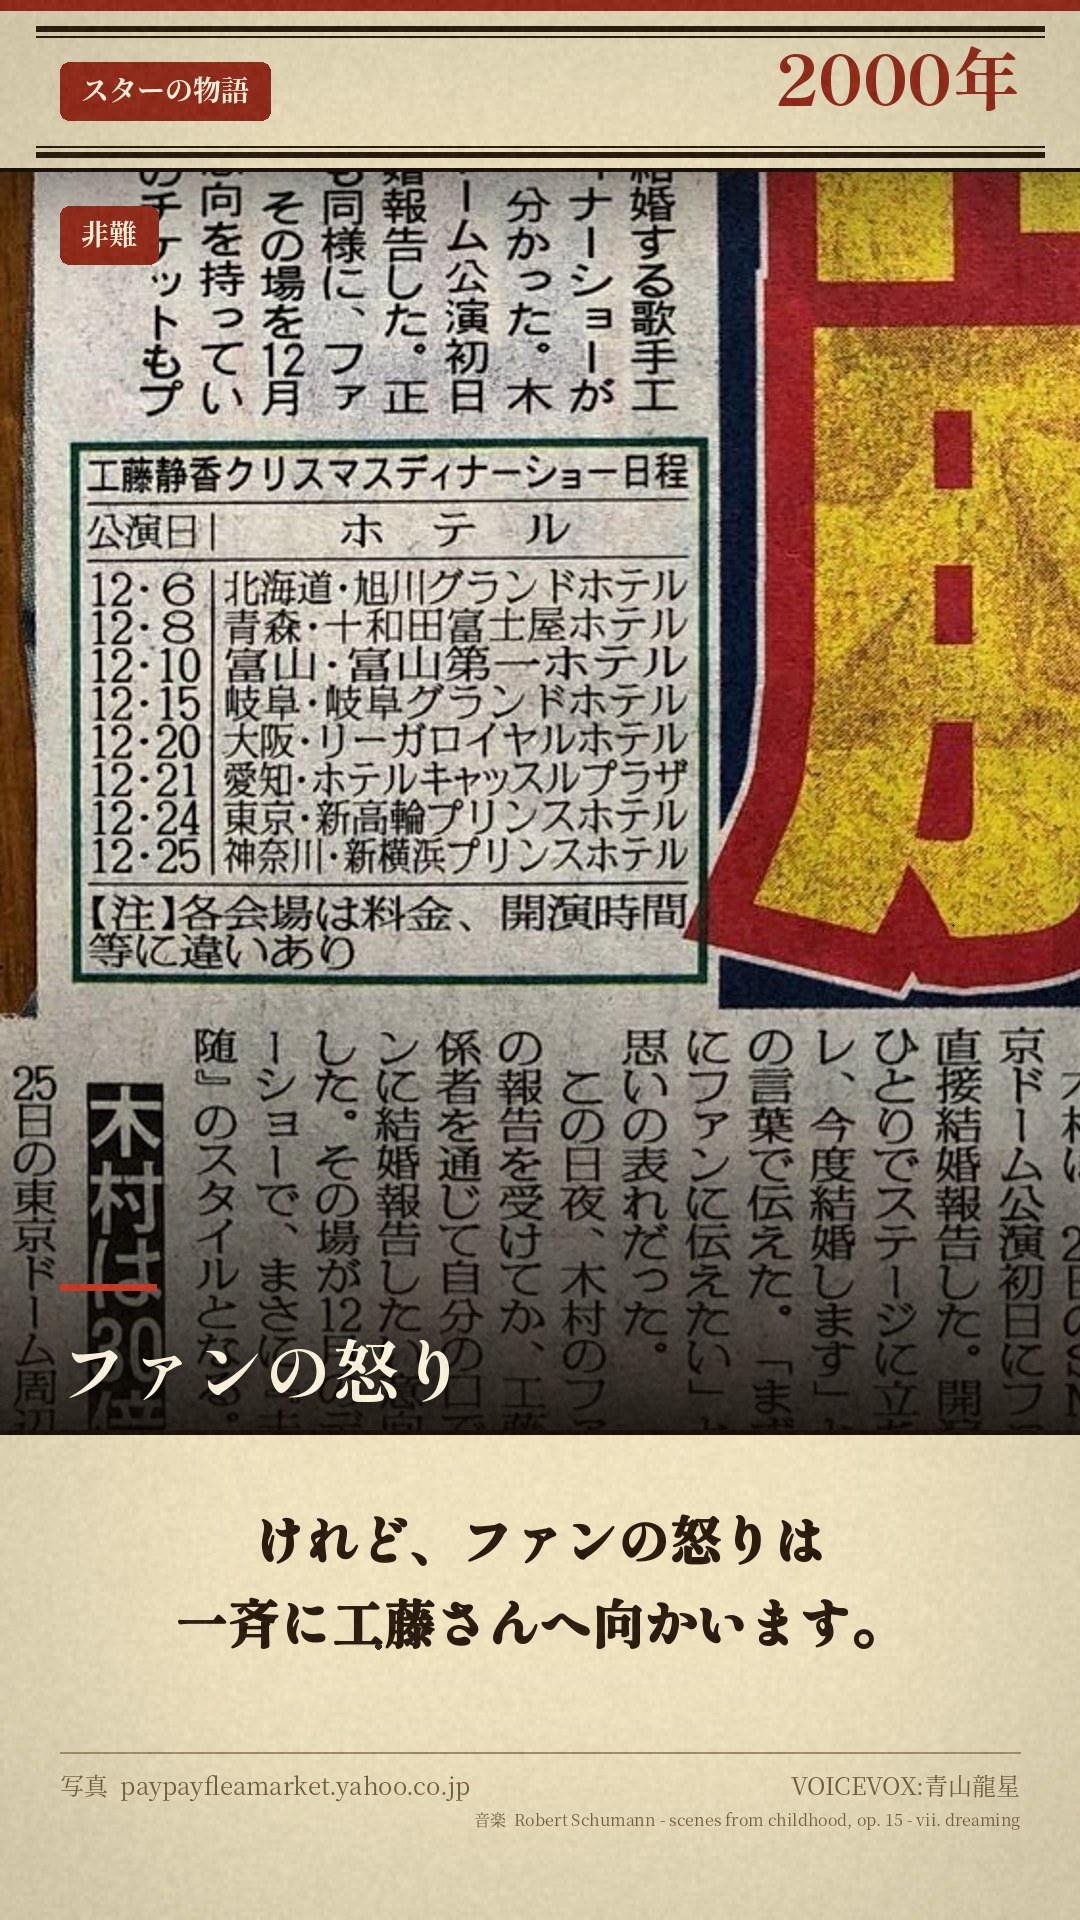 スターの物語
2000年
非難
結婚する歌手工
ナーショーが
分かった。木
ーム公演初日
婚報告した。正
も同様に、ファ
その場を12月
意向を持ってい
のチケットもプ
工藤静香クリスマスディナーショー日程
公演日 ホテル
12・6 北海道・旭川グランドホテル
12・8 青森・十和田富士屋ホテル
12・10 富山・富山第一ホテル
12・15 岐阜・岐阜グランドホテル
12・20 大阪・リーガロイヤルホテル
12・21 愛知・ホテルキャッスルプラザ
12・24 東京・新高輪プリンスホテル
12・25 神奈川・新横浜プリンスホテル
【注】各会場は料金、開演時間
等に違いあり
京ドーム公演初日にフ
直接結婚報告した。開
ひとりでステージに立
レ、今度結婚します」
の言葉で伝えた。「ま
にファンに伝えたい」
思いの表れだった。
この日夜、木村のフ
の報告を受けてか、工
係者を通じて自分の口で
ンに結婚報告したい
した。その場が12
ーショーで、まさに
随』のスタイルとな
木村は30
25日の東京ドーム周辺
ファンの怒り
けれど、ファンの怒りは
一斉に工藤さんへ向かいます。
写真 paypayfleamarket.yahoo.co.jp
VOICEVOX:青山龍星
音楽 Robert Schumann - scenes from childhood, op. 15 - vii. dreaming